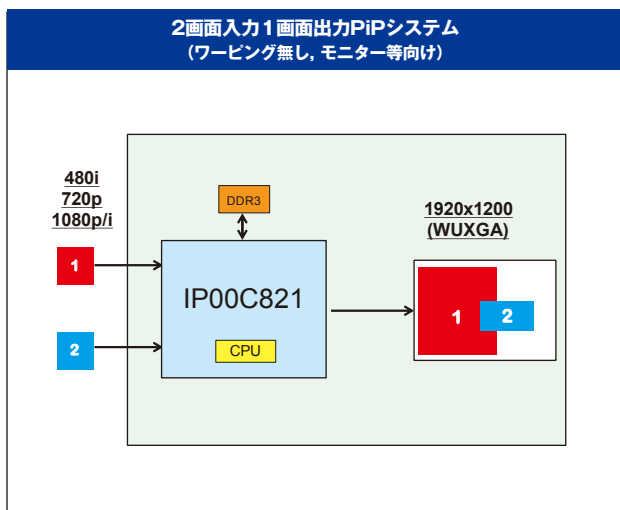 2画面入力1画面出力PiPシステム
(ワーピング無し, モニター等向け)
480i
720p
1080p/i
DDR3
1920x1200
(WUXGA)
1
IP00C821
1
2
2
CPU